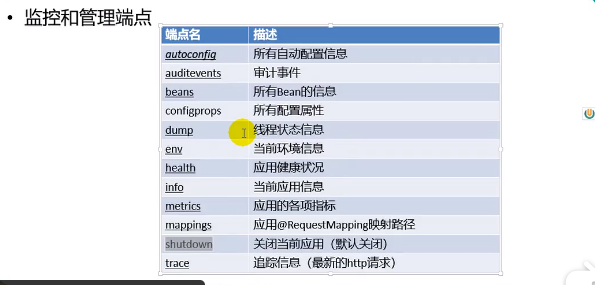 • 监控和管理端点
端点名 描述
autoconfig 所有自动配置信息
auditevents 审计事件
beans 所有Bean的信息
configprops 所有配置属性
dump 线程状态信息
env 当前环境信息
health 应用健康状况
info 当前应用信息
metrics 应用的各项指标
mappings 应用@RequestMapping映射路径
shutdown 关闭当前应用（默认关闭）
trace 追踪信息（最新的http请求）